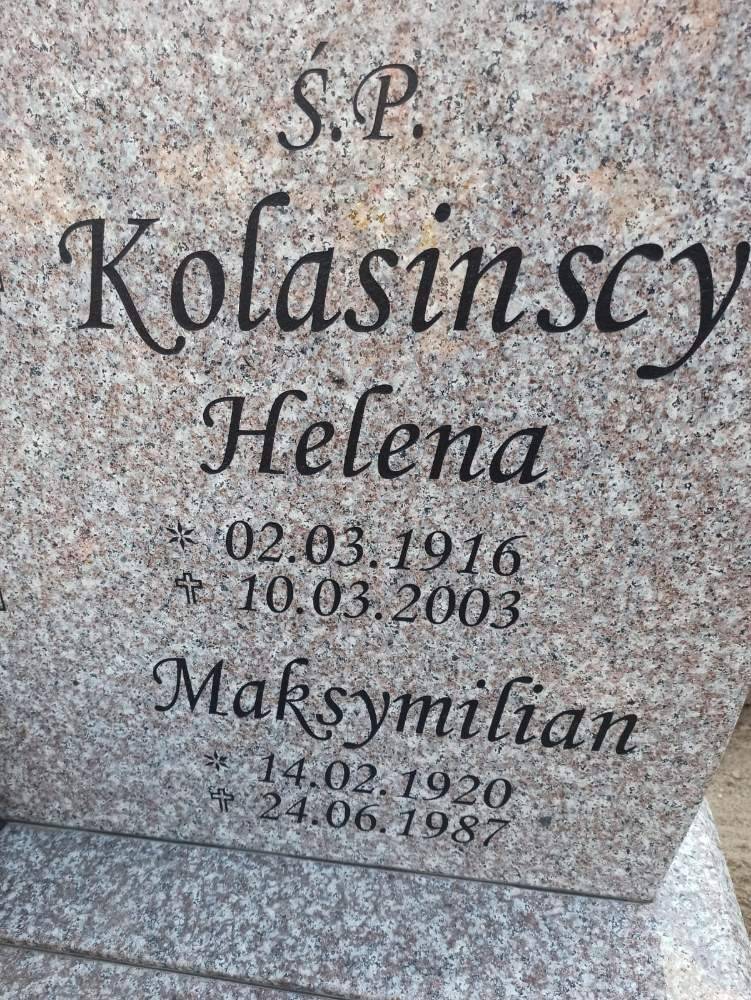 Ś.P.
Kolasinscy
Helena
* 02.03.1916
✝ 10.03.2003
Maksymilian
* 14.02.1920
✝ 24.06.1987